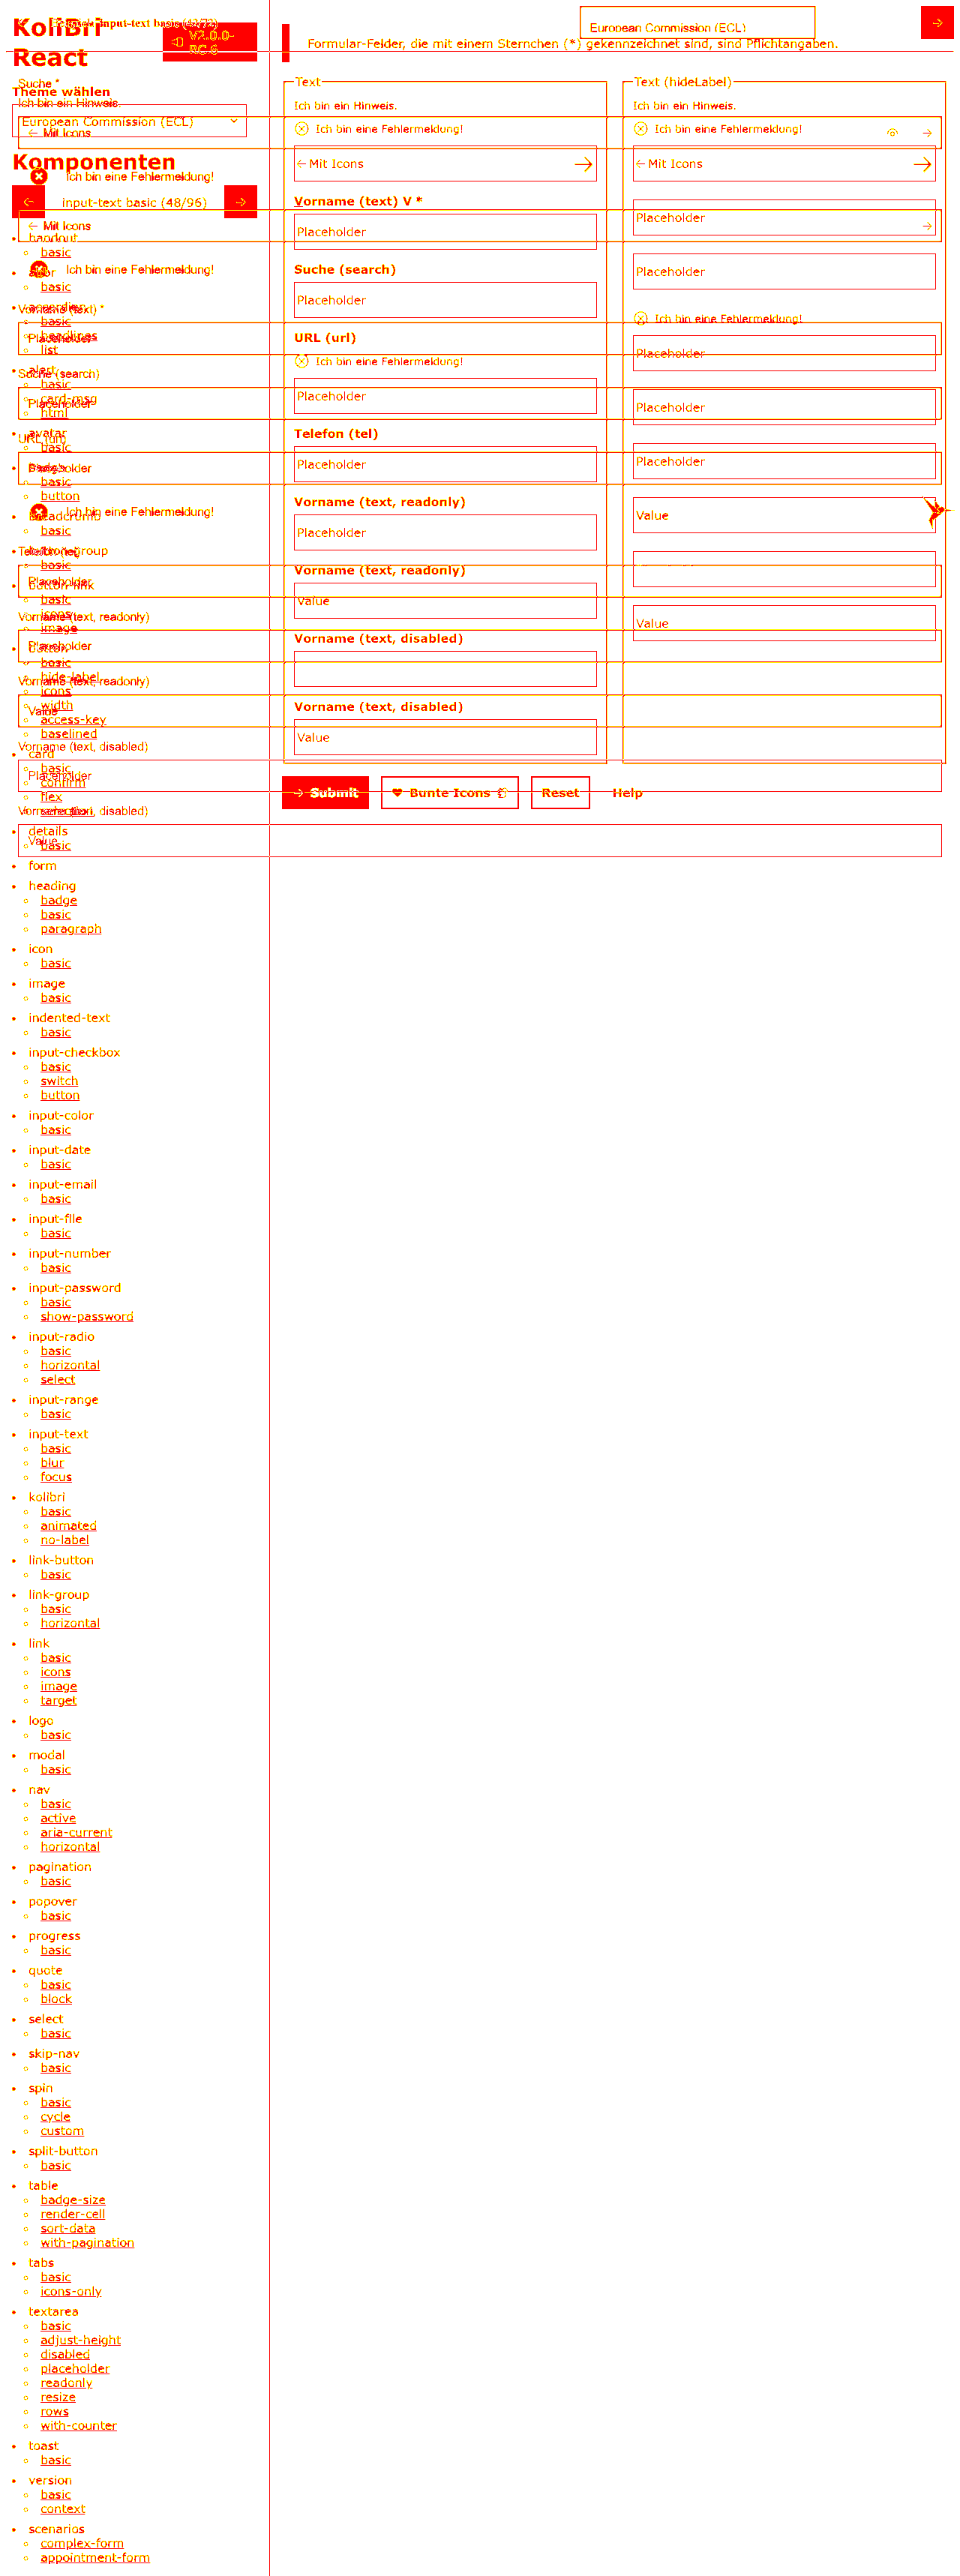 KoliBri
React
V2.0.0-
RC.6
input-text basic (42/72)
European Commission (ECL)
Formular-Felder, die mit einem Sternchen (*) gekennzeichnet sind, sind Pflichtangaben.
Suche *
Theme wählen
Ich bin ein Hinweis.
European Commission (ECL)
Mit Icons
Komponenten
Ich bin eine Fehlermeldung!
input-text basic (48/96)
Mit Icons
Ich bin eine Fehlermeldung!
Text
Ich bin ein Hinweis.
Ich bin eine Fehlermeldung!
Mit Icons
Vorname (text) V *
Placeholder
Suche (search)
Placeholder
URL (url)
Ich bin eine Fehlermeldung!
Placeholder
Telefon (tel)
Placeholder
Vorname (text, readonly)
Placeholder
Vorname (text, readonly)
Value
Vorname (text, disabled)
Vorname (text, disabled)
Value
Text (hideLabel)
Ich bin ein Hinweis.
Ich bin eine Fehlermeldung!
Mit Icons
Placeholder
Placeholder
Ich bin eine Fehlermeldung!
Placeholder
Placeholder
Placeholder
Value
Value
Submit
Bunte Icons
Reset
Help
handout
basic
basic
Vorname (text) *
accordion
basic
headlines
list
Placeholder
alert
basic
card-msg
html
Suche (search)
Placeholder
avatar
basic
URL (url)
Placeholder
basic
button
breadcrumb
basic
Ich bin eine Fehlermeldung!
basic
Placeholder
button-link
basic
icons
image
Vorname (text, readonly)
button
basic
hide-label
icons
width
access-key
baselined
Placeholder
Vorname (text, readonly)
Value
Vorname (text, disabled)
card
basic
confirm
flex
Placeholder
Vorname (text, disabled)
Value
details
basic
form
heading
badge
basic
paragraph
icon
basic
image
basic
indented-text
basic
input-checkbox
basic
switch
button
input-color
basic
input-date
basic
input-email
basic
input-file
basic
input-number
basic
input-password
basic
show-password
input-radio
basic
horizontal
select
input-range
basic
input-text
basic
blur
focus
kolibri
basic
animated
no-label
link-button
basic
link-group
basic
horizontal
link
basic
icons
image
target
logo
basic
modal
basic
nav
basic
active
aria-current
horizontal
pagination
basic
popover
basic
progress
basic
quote
basic
block
select
basic
skip-nav
basic
spin
basic
cycle
custom
split-button
basic
table
badge-size
render-cell
sort-data
with-pagination
tabs
basic
icons-only
textarea
basic
adjust-height
disabled
placeholder
readonly
resize
rows
with-counter
toast
basic
version
basic
context
scenarios
complex-form
appointment-form